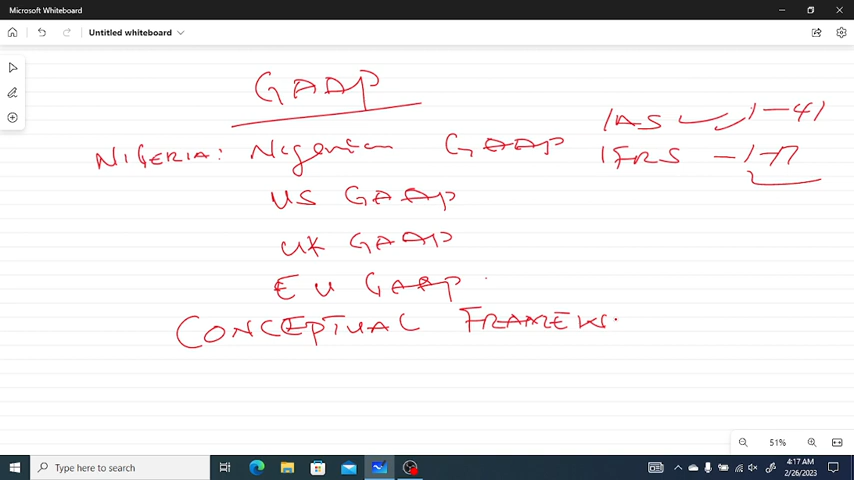 Microsoft Whiteboard
Untitled whiteboard
GAAP
IAS 1-41
NIGERIA: Nigerian GAAP
IFRS - 1-17
US GAAP
UK GAAP
EU GAAP
CONCEPTUAL FRAMEW
51%
Type here to search
4:17 AM
2/26/2023